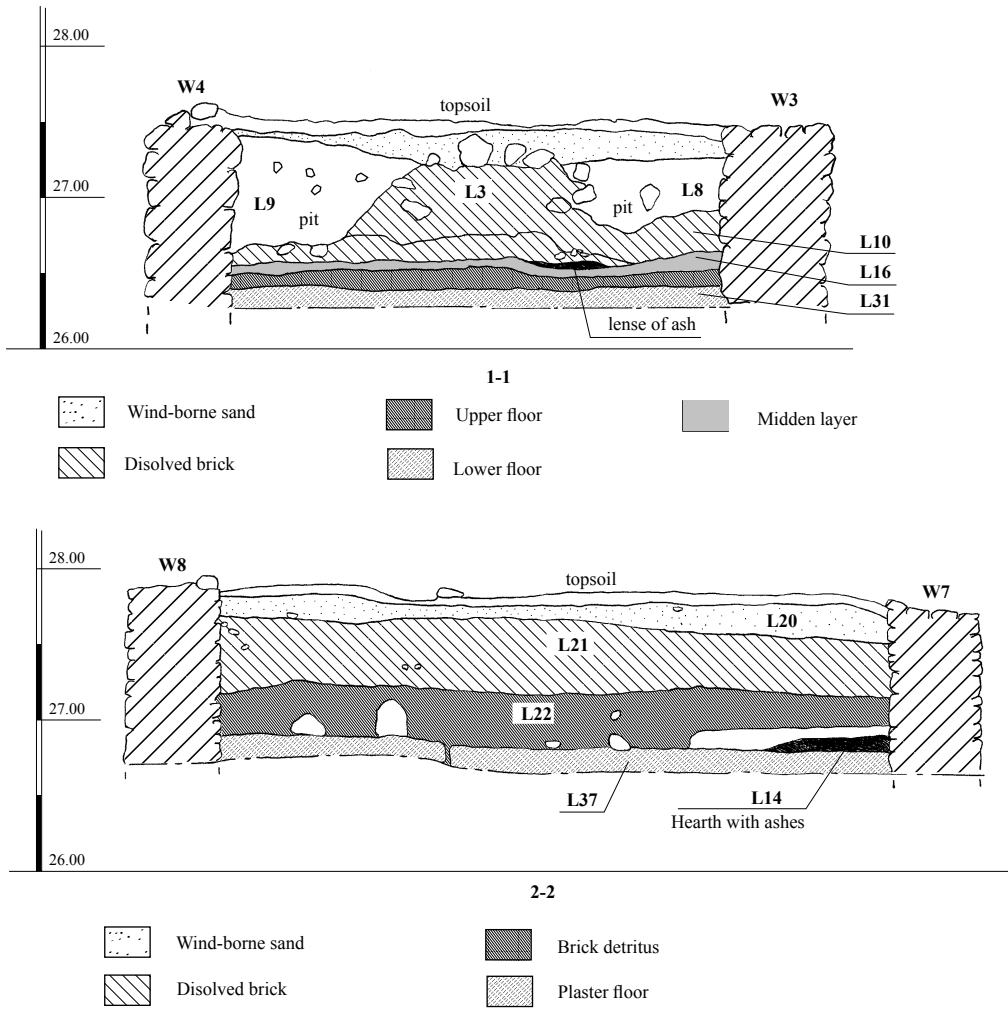 28.00
W4
W3
topsoil
27.00
L9
L3
L8
pit
pit
L10
L16
L31
lense of ash
26.00
1-1
Wind-borne sand
Upper floor
Midden layer
Disolved brick
Lower floor
28.00
W8
topsoil
W7
L20
L21
27.00
L22
L37
L14
Hearth with ashes
26.00
2-2
Wind-borne sand
Brick detritus
Disolved brick
Plaster floor